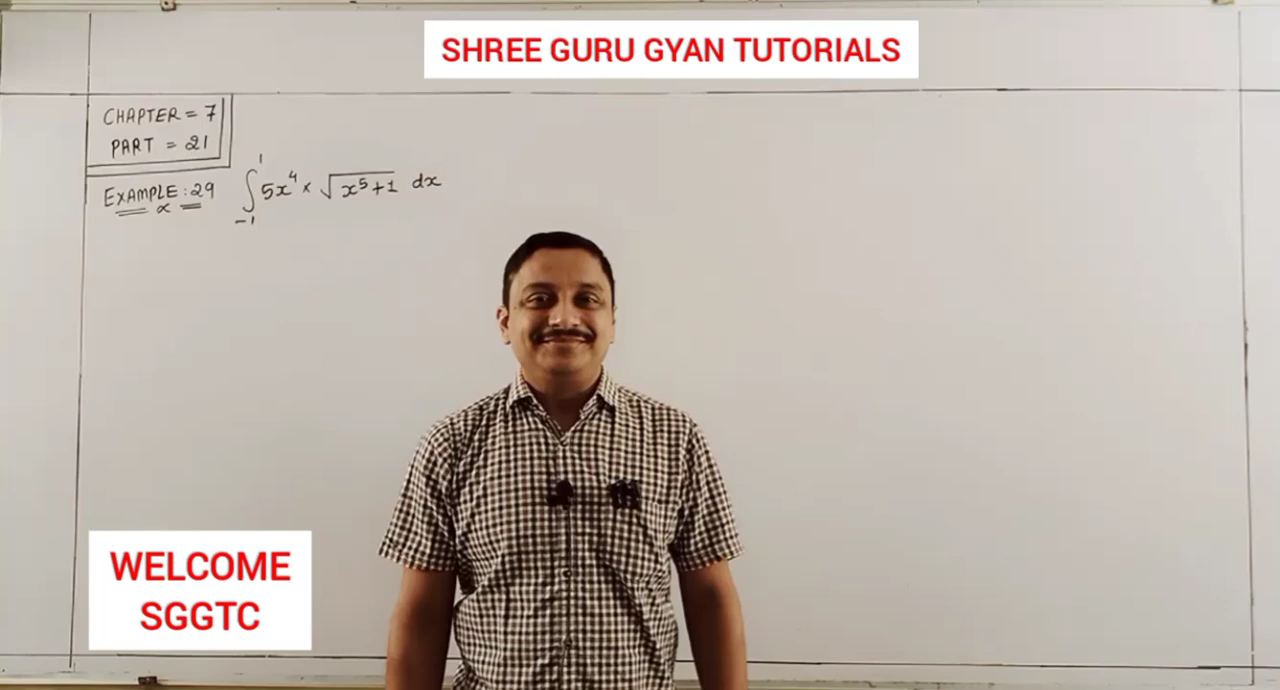 SHREE GURU GYAN TUTORIALS
CHAPTER = 7
PART = 21
EXAMPLE : 29 ∫₋₁¹ 5x⁴ × √(x⁵+1) dx
WELCOME
SGGTC